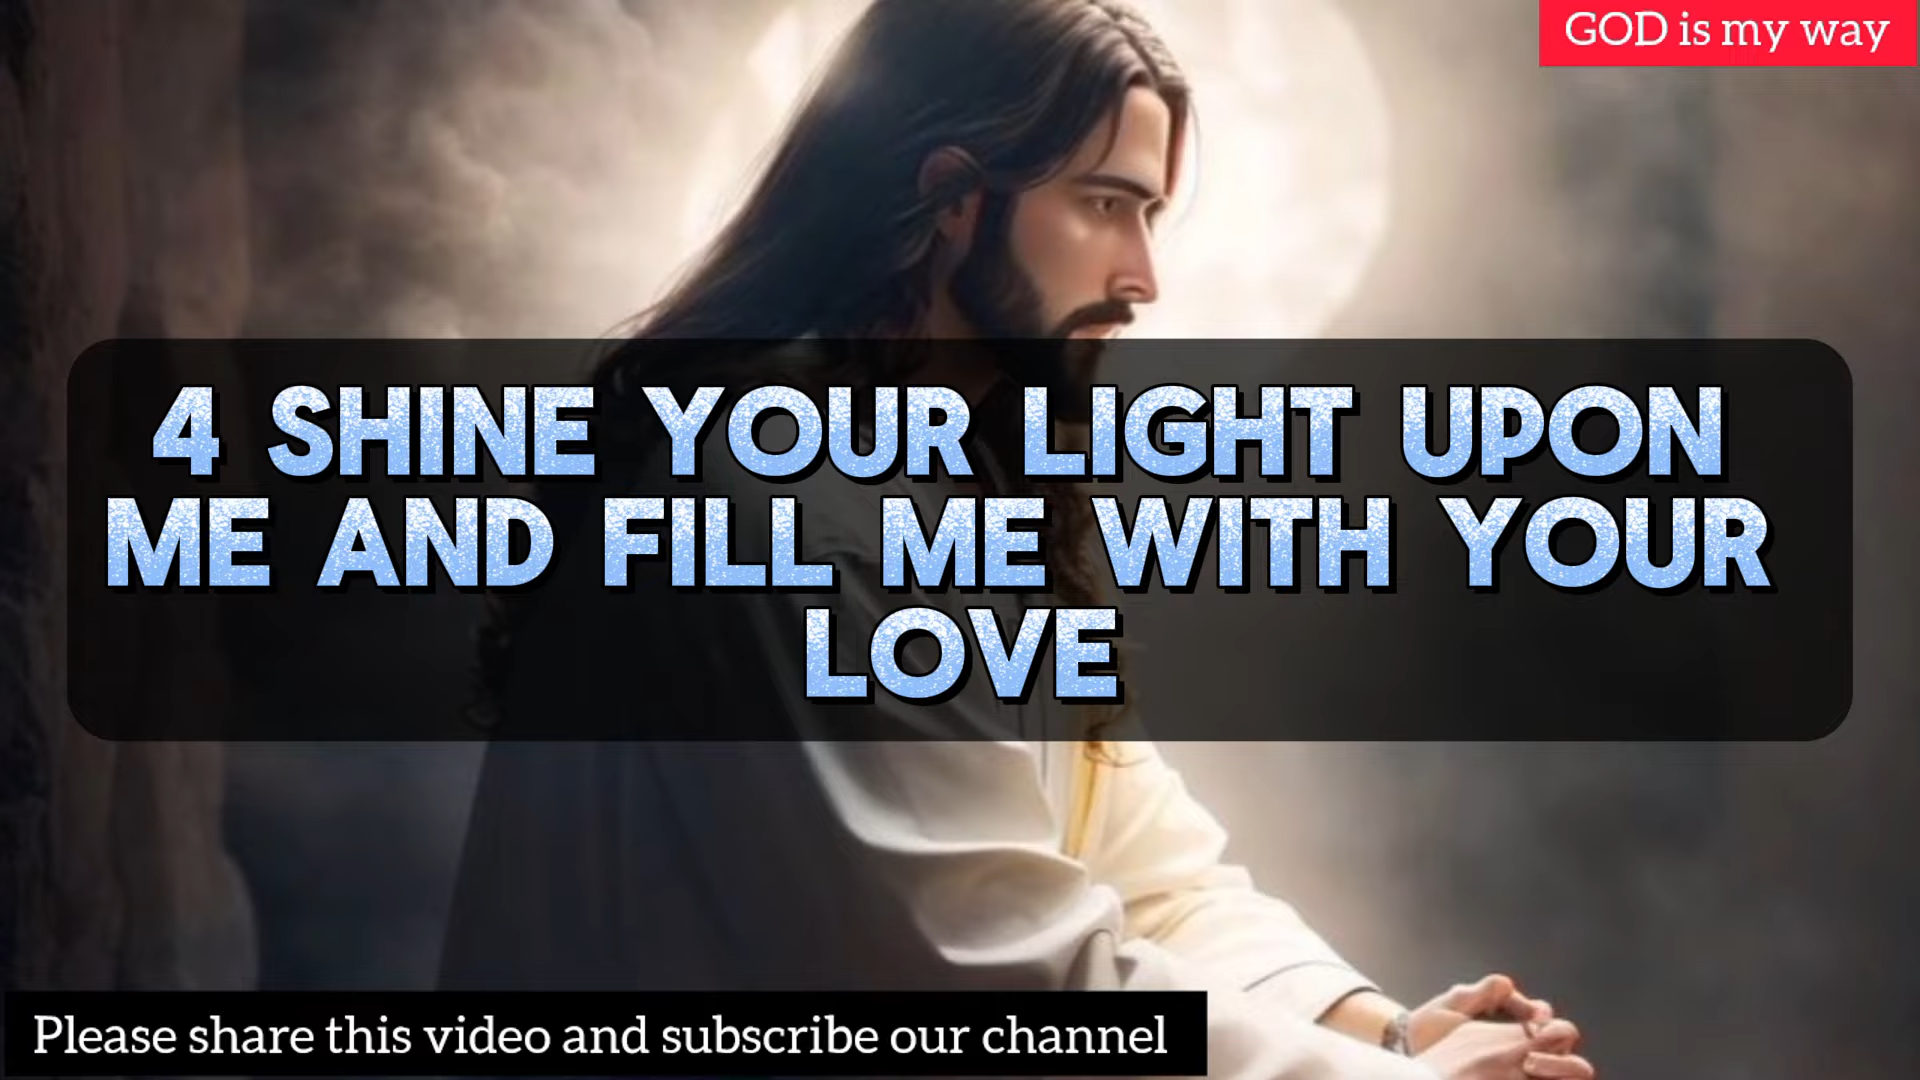 GOD is my way
4 SHINE YOUR LIGHT UPON
ME AND FILL ME WITH YOUR
LOVE
Please share this video and subscribe our channel